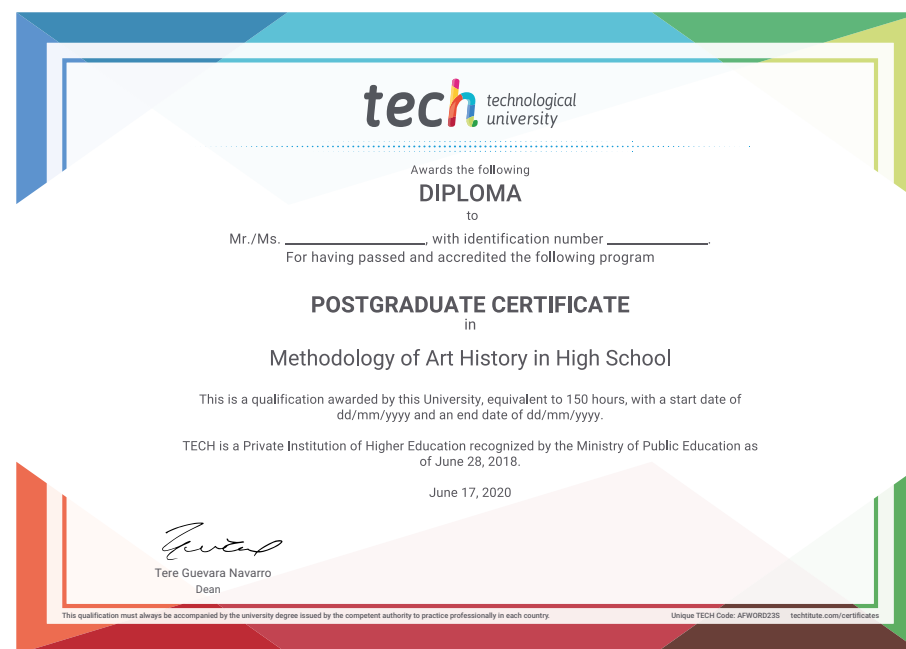 tech technological
university
Awards the following
DIPLOMA
to
Mr./Ms. ________________, with identification number ____________.
For having passed and accredited the following program
POSTGRADUATE CERTIFICATE
in
Methodology of Art History in High School
This is a qualification awarded by this University, equivalent to 150 hours, with a start date of
dd/mm/yyyy and an end date of dd/mm/yyyy.
TECH is a Private Institution of Higher Education recognized by the Ministry of Public Education as
of June 28, 2018.
June 17, 2020
Tere Guevara Navarro
Dean
This qualification must always be accompanied by the university degree issued by the competent authority to practice professionally in each country. Unique TECH Code: AFWORD23S techtitute.com/certificates